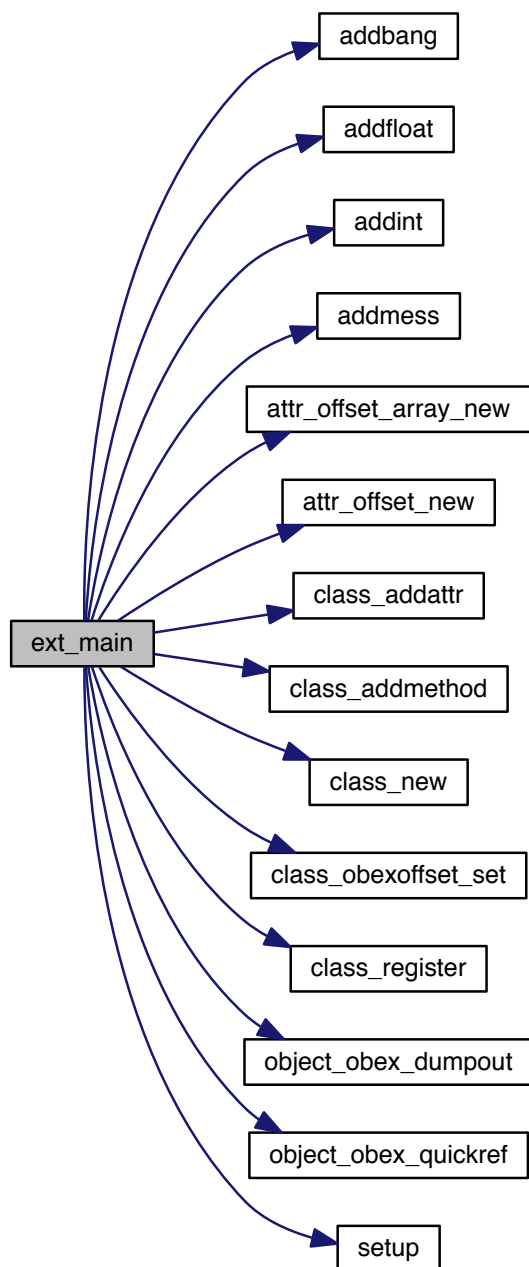 addbang
addfloat
addint
addmess
attr_offset_array_new
attr_offset_new
class_addattr
ext_main
class_addmethod
class_new
class_obexoffset_set
class_register
object_obex_dumpout
object_obex_quickref
setup